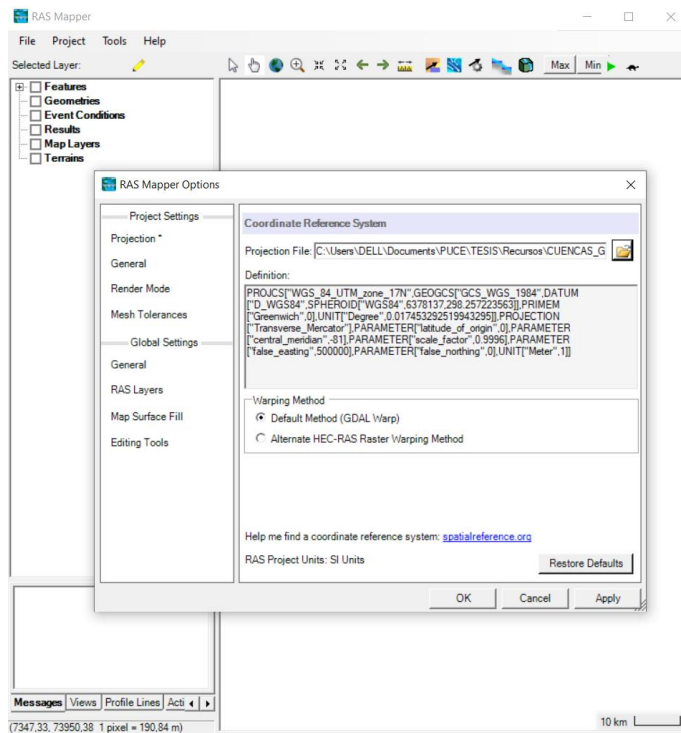 RAS Mapper
File Project Tools Help
Selected Layer:
Max Min
Features
Geometries
Event Conditions
Results
Map Layers
Terrains
RAS Mapper Options
Project Settings
Projection *
General
Render Mode
Mesh Tolerances
Global Settings
General
RAS Layers
Map Surface Fill
Editing Tools
Coordinate Reference System
Projection File: C:\Users\DELL\Documents\PUCE\TESIS\Recursos\CUENCAS_G
Definition:
PROJCS["WGS_84_UTM_zone_17N",GEOGCS["GCS_WGS_1984",DATUM
["D_WGS84",SPHEROID["WGS84",6378137,298.257223563]],PRIMEM
["Greenwich",0],UNIT["Degree",0.017453292519943295]],PROJECTION
["Transverse_Mercator"],PARAMETER["latitude_of_origin",0],PARAMETER
["central_meridian",-81],PARAMETER["scale_factor",0.9996],PARAMETER
["false_easting",500000],PARAMETER["false_northing",0],UNIT["Meter",1]]
Warping Method
Default Method (GDAL Warp)
Alternate HEC-RAS Raster Warping Method
Help me find a coordinate reference system: spatialreference.org
RAS Project Units: SI Units
Restore Defaults
OK Cancel Apply
Messages Views Profile Lines Acti
(7347,33, 73950,38 1 pixel = 190,84 m)
10 km